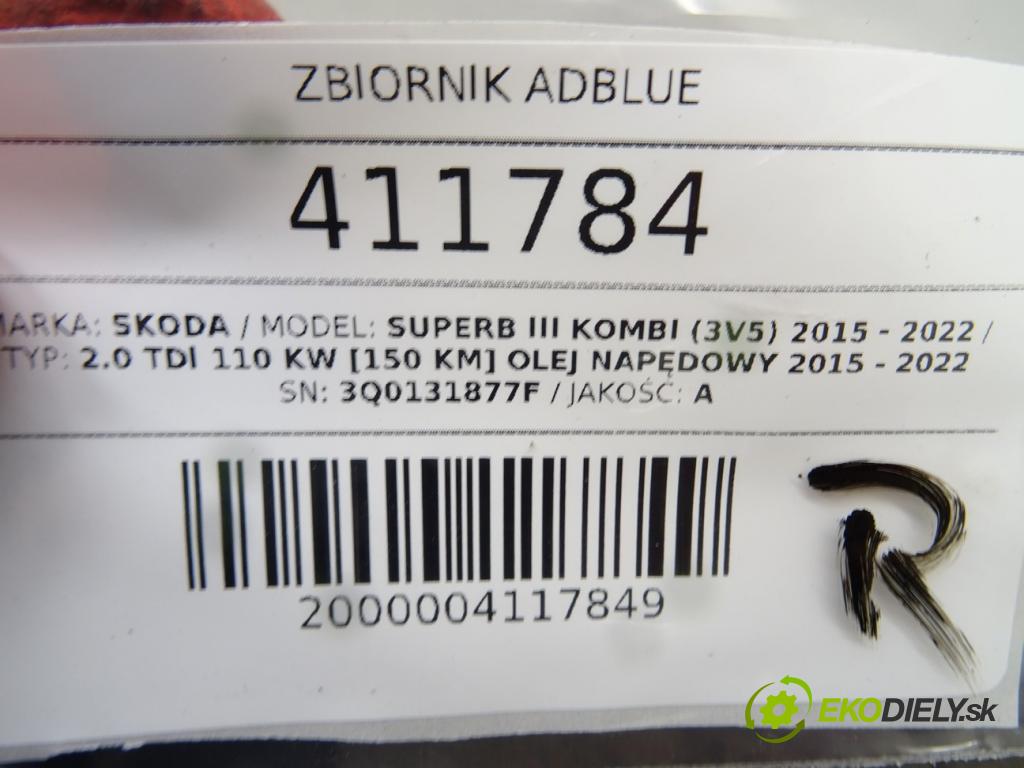 ZBIORNIK ADBLUE
411784
MARKA: SKODA / MODEL: SUPERB III KOMBI (3V5) 2015 - 2022 /
TYP: 2.0 TDI 110 KW [150 KM] OLEJ NAPĘDOWY 2015 - 2022
SN: 3Q0131877F / JAKOŚĆ: A
2000004117849
R
EKODIELY.sk